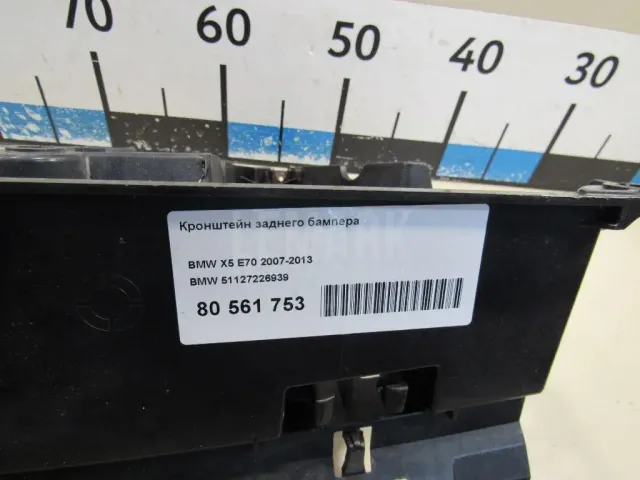 70 60 50 40 30
Кронштейн заднего бампера
BMW X5 E70 2007-2013
BMW 51127226939
80 561 753